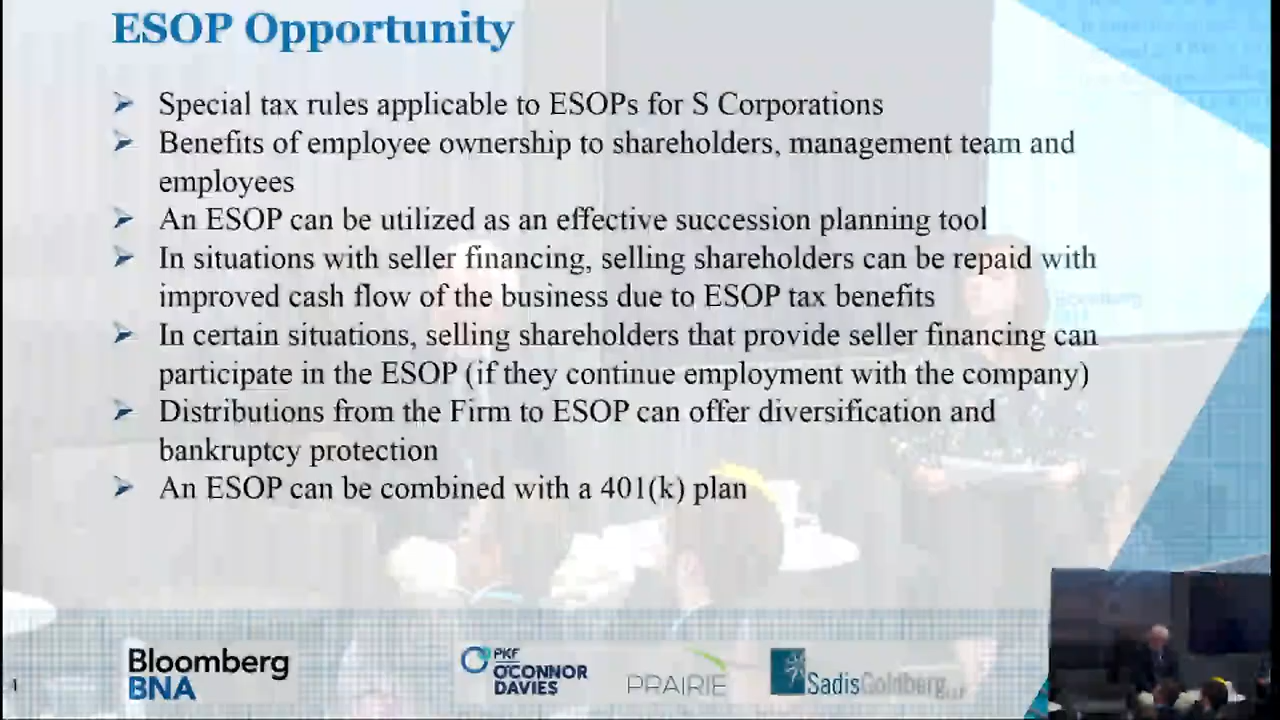 ESOP Opportunity
Special tax rules applicable to ESOPs for S Corporations
Benefits of employee ownership to shareholders, management team and
employees
An ESOP can be utilized as an effective succession planning tool
In situations with seller financing, selling shareholders can be repaid with
improved cash flow of the business due to ESOP tax benefits
In certain situations, selling shareholders that provide seller financing can
participate in the ESOP (if they continue employment with the company)
Distributions from the Firm to ESOP can offer diversification and
bankruptcy protection
An ESOP can be combined with a 401(k) plan
Bloomberg
Bloomberg
BNA
PKF
O'CONNOR
DAVIES
PRAIRIE
SadisGoldberg